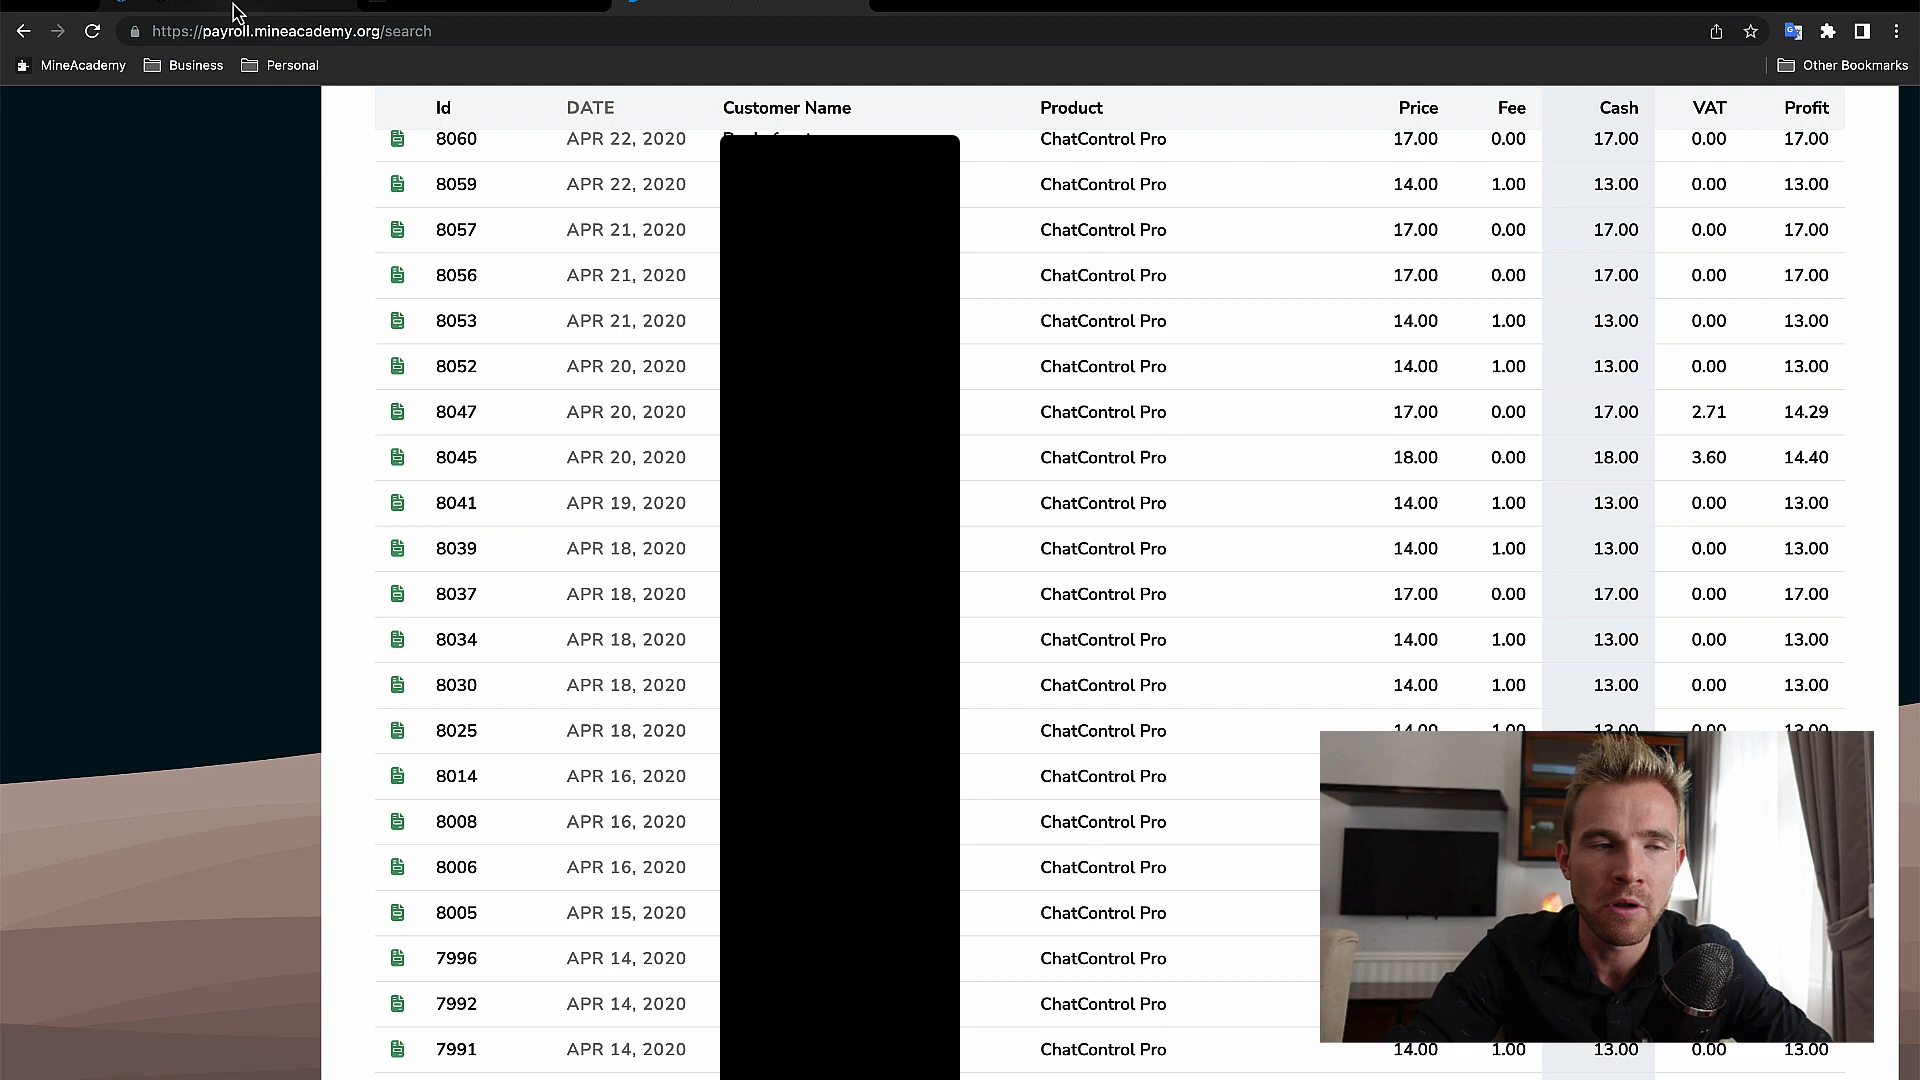 https://payroll.mineacademy.org/search
MineAcademy Business Personal Other Bookmarks
Id DATE Customer Name Product Price Fee Cash VAT Profit
8060 APR 22, 2020 ChatControl Pro 17.00 0.00 17.00 0.00 17.00
8059 APR 22, 2020 ChatControl Pro 14.00 1.00 13.00 0.00 13.00
8057 APR 21, 2020 ChatControl Pro 17.00 0.00 17.00 0.00 17.00
8056 APR 21, 2020 ChatControl Pro 17.00 0.00 17.00 0.00 17.00
8053 APR 21, 2020 ChatControl Pro 14.00 1.00 13.00 0.00 13.00
8052 APR 20, 2020 ChatControl Pro 14.00 1.00 13.00 0.00 13.00
8047 APR 20, 2020 ChatControl Pro 17.00 0.00 17.00 2.71 14.29
8045 APR 20, 2020 ChatControl Pro 18.00 0.00 18.00 3.60 14.40
8041 APR 19, 2020 ChatControl Pro 14.00 1.00 13.00 0.00 13.00
8039 APR 18, 2020 ChatControl Pro 14.00 1.00 13.00 0.00 13.00
8037 APR 18, 2020 ChatControl Pro 17.00 0.00 17.00 0.00 17.00
8034 APR 18, 2020 ChatControl Pro 14.00 1.00 13.00 0.00 13.00
8030 APR 18, 2020 ChatControl Pro 14.00 1.00 13.00 0.00 13.00
8025 APR 18, 2020 ChatControl Pro 14.00 1.00 13.00 0.00 13.00
8014 APR 16, 2020 ChatControl Pro
8008 APR 16, 2020 ChatControl Pro
8006 APR 16, 2020 ChatControl Pro
8005 APR 15, 2020 ChatControl Pro
7996 APR 14, 2020 ChatControl Pro
7992 APR 14, 2020 ChatControl Pro
7991 APR 14, 2020 ChatControl Pro 14.00 1.00 13.00 0.00 13.00